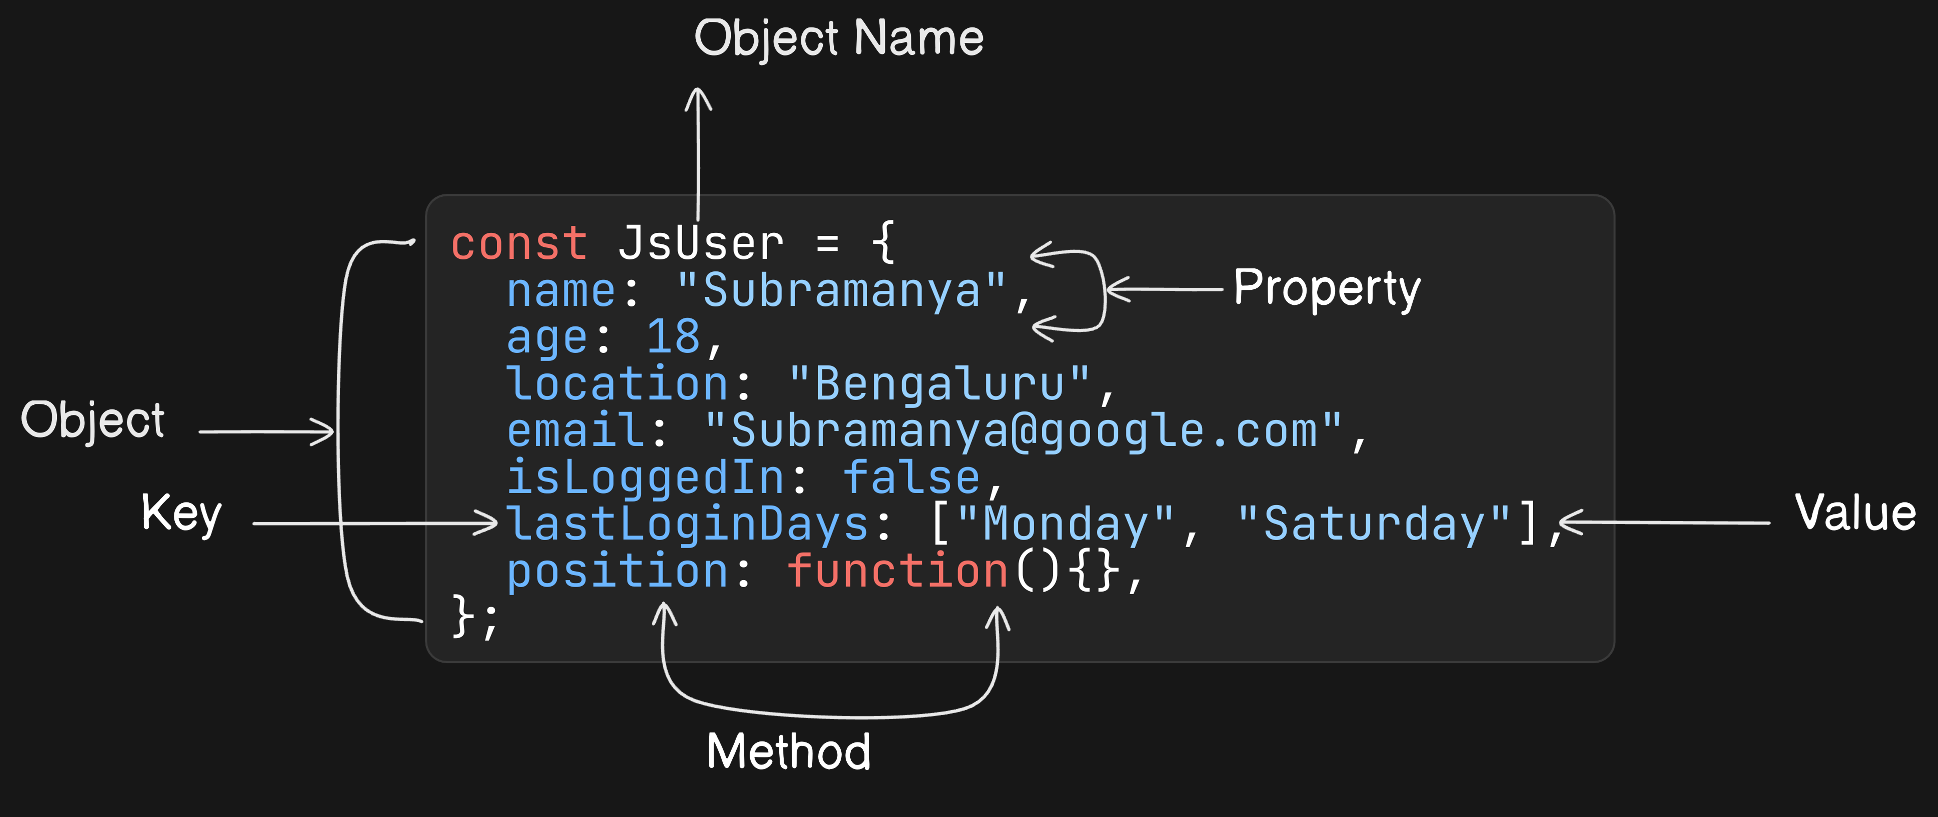 Object Name
const JsUser = {
name: "Subramanya",
Property
age: 18,
location: "Bengaluru",
Object
email: "Subramanya@google.com",
isLoggedIn: false,
Key
lastLoginDays: ["Monday", "Saturday"],
Value
position: function(){},
};
Method